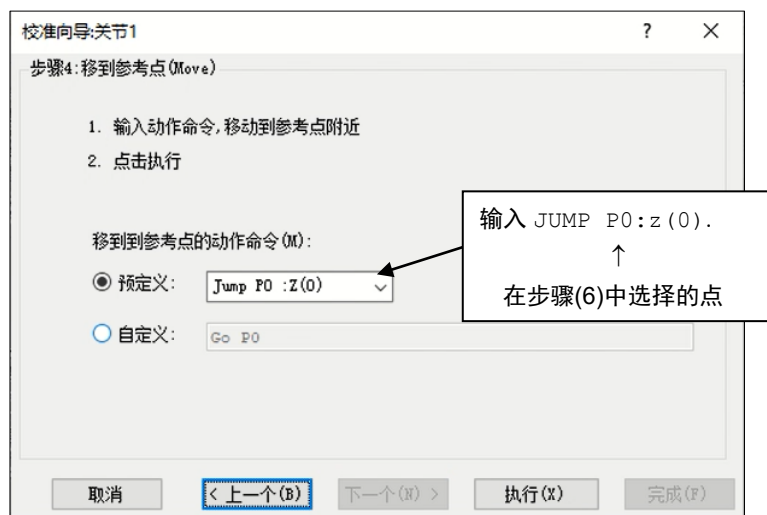 校准向导:关节1
? ×
步骤4:移到参考点(Move)
1. 输入动作命令,移动到参考点附近
2. 点击执行
输入 JUMP P0:z(0).
↑
在步骤(6)中选择的点
移到到参考点的动作命令(M):
预定义: Jump P0 :Z(0)
自定义: Go P0
取消 < 上一个(B) 下一个(N) > 执行(X) 完成(F)